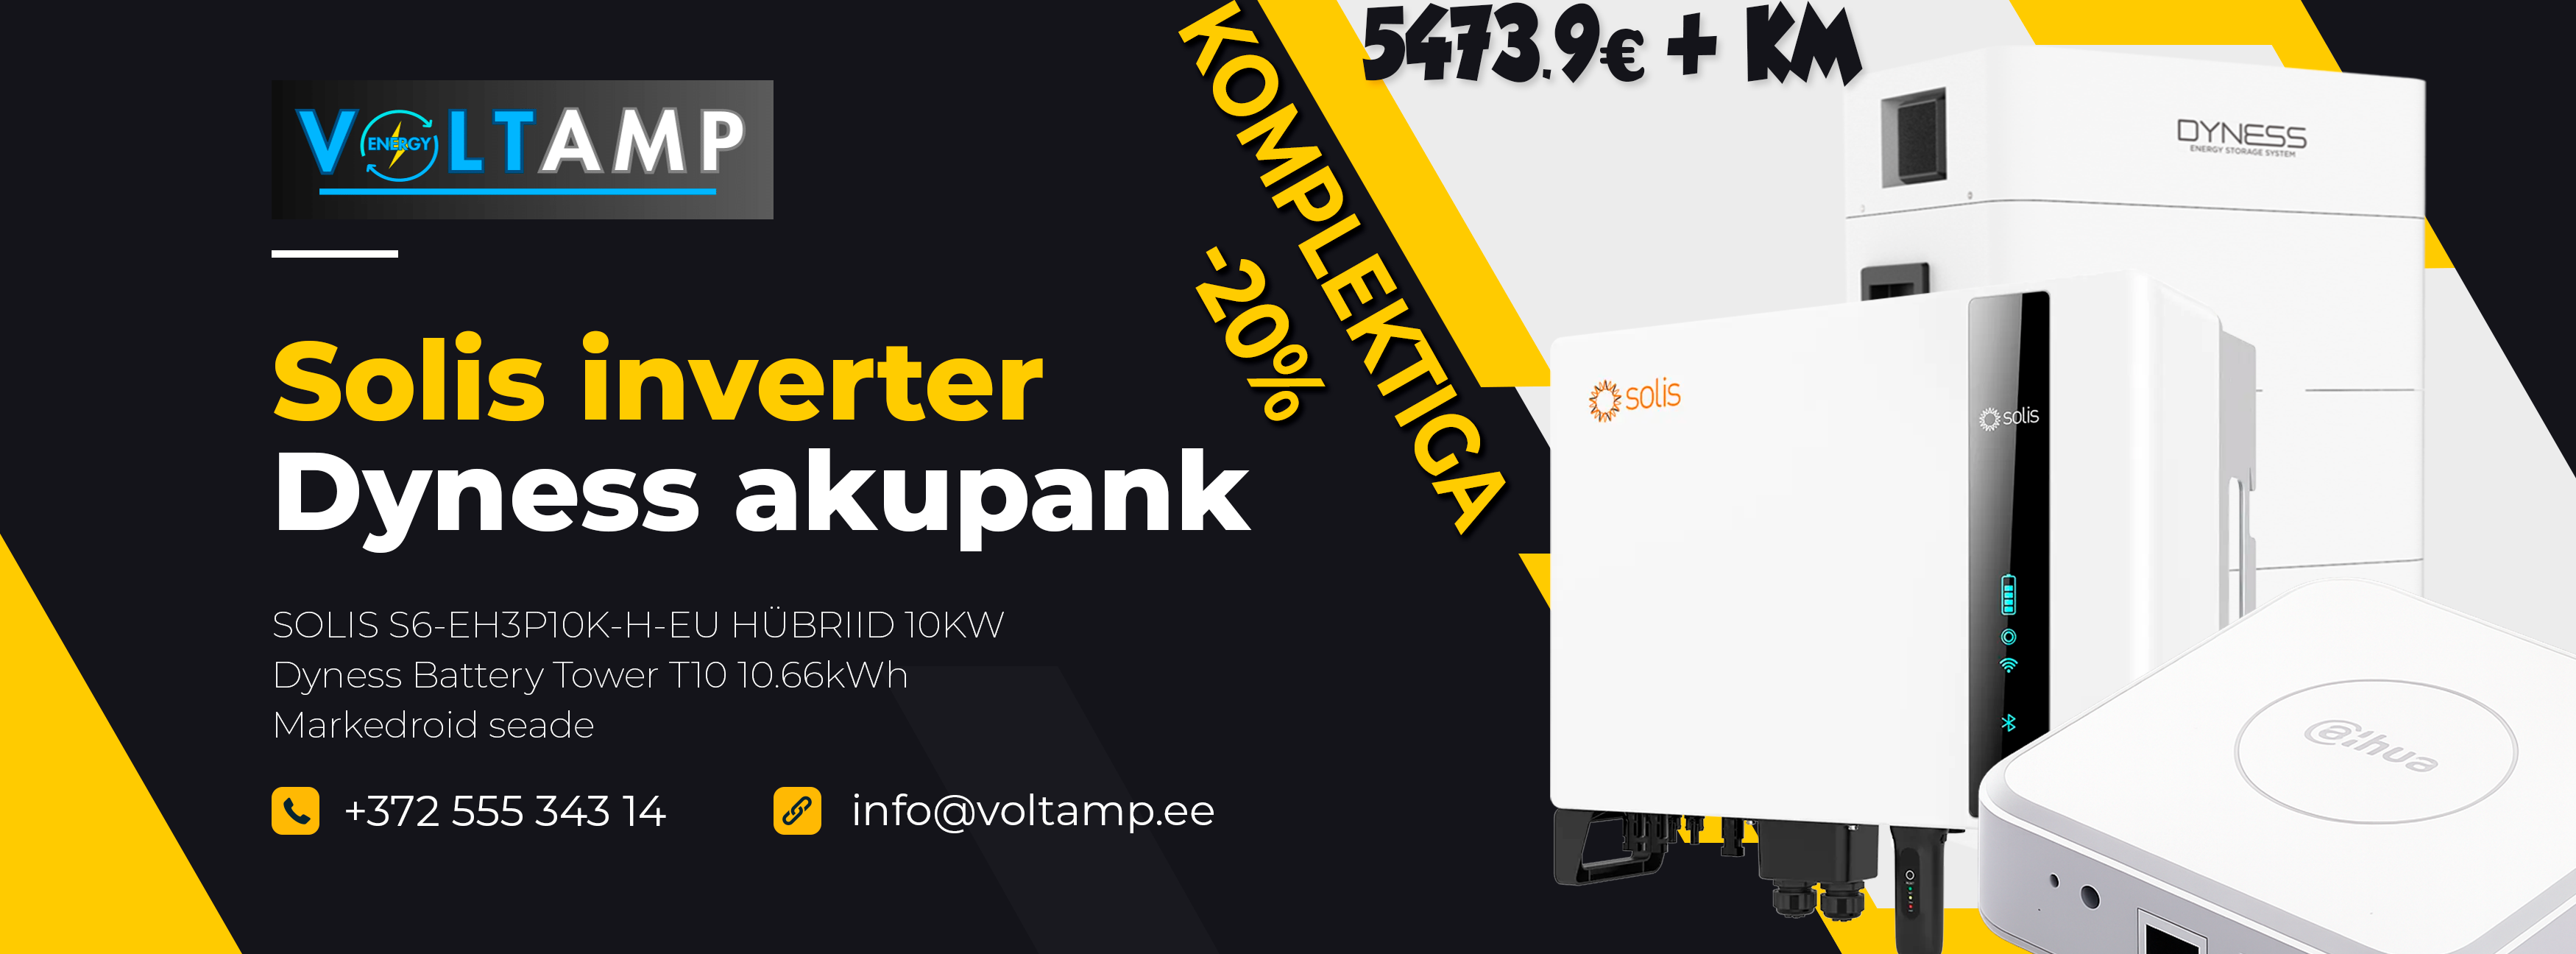 VOLTAMP
ENERGY
Solis inverter
Dyness akupank
SOLIS S6-EH3P10K-H-EU HÜBRIID 10KW
Dyness Battery Tower T10 10.66kWh
Markedroid seade
+372 555 343 14
info@voltamp.ee
KOMPLEKTIGA
-20%
5473.9€ + KM
DYNESS
ENERGY STORAGE SYSTEM
solis
solis
alhua